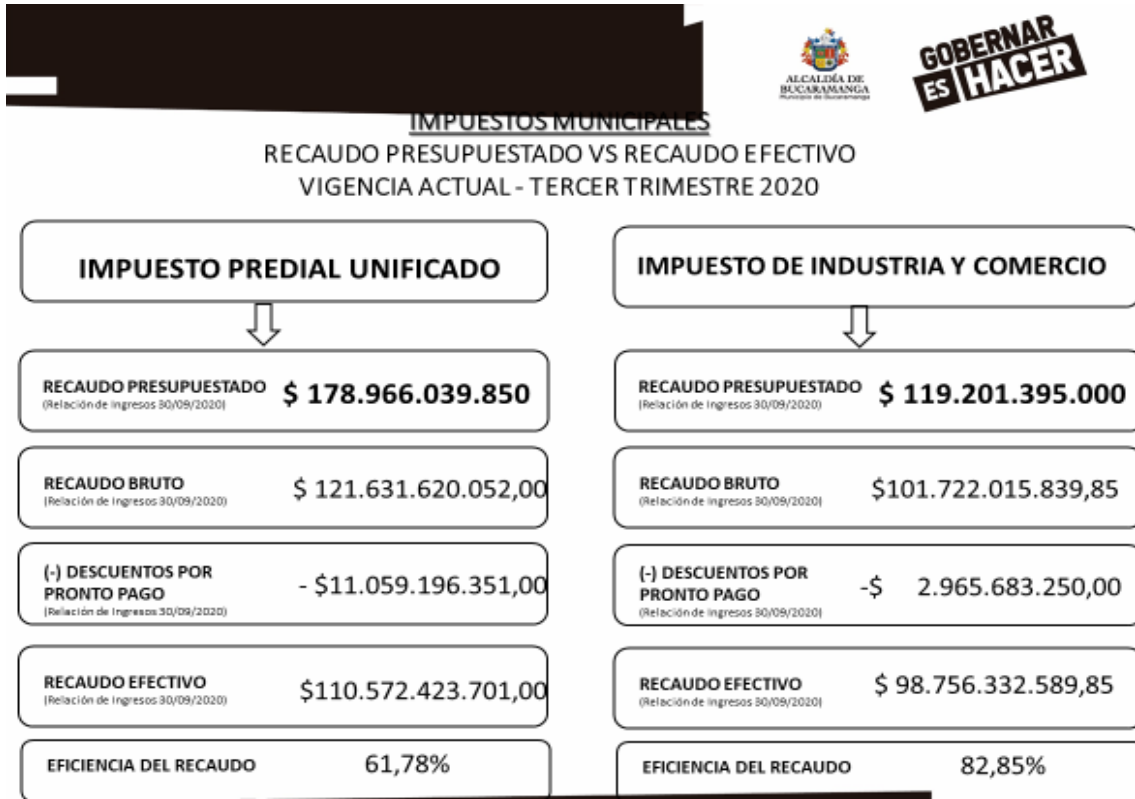 ALCALDÍA DE
BUCARAMANGA
Municipio de Bucaramanga
GOBERNAR
ES HACER
IMPUESTOS MUNICIPALES
RECAUDO PRESUPUESTADO VS RECAUDO EFECTIVO
VIGENCIA ACTUAL - TERCER TRIMESTRE 2020
IMPUESTO PREDIAL UNIFICADO
RECAUDO PRESUPUESTADO $ 178.966.039.850
(Relación de Ingresos 30/09/2020)
RECAUDO BRUTO $ 121.631.620.052,00
(Relación de Ingresos 30/09/2020)
(-) DESCUENTOS POR
PRONTO PAGO - $11.059.196.351,00
(Relación de Ingresos 30/09/2020)
RECAUDO EFECTIVO $110.572.423.701,00
(Relación de Ingresos 30/09/2020)
EFICIENCIA DEL RECAUDO 61,78%
IMPUESTO DE INDUSTRIA Y COMERCIO
RECAUDO PRESUPUESTADO $ 119.201.395.000
(Relación de Ingresos 30/09/2020)
RECAUDO BRUTO $101.722.015.839,85
(Relación de Ingresos 30/09/2020)
(-) DESCUENTOS POR
PRONTO PAGO -$ 2.965.683.250,00
(Relación de Ingresos 30/09/2020)
RECAUDO EFECTIVO $ 98.756.332.589,85
(Relación de Ingresos 30/09/2020)
EFICIENCIA DEL RECAUDO 82,85%